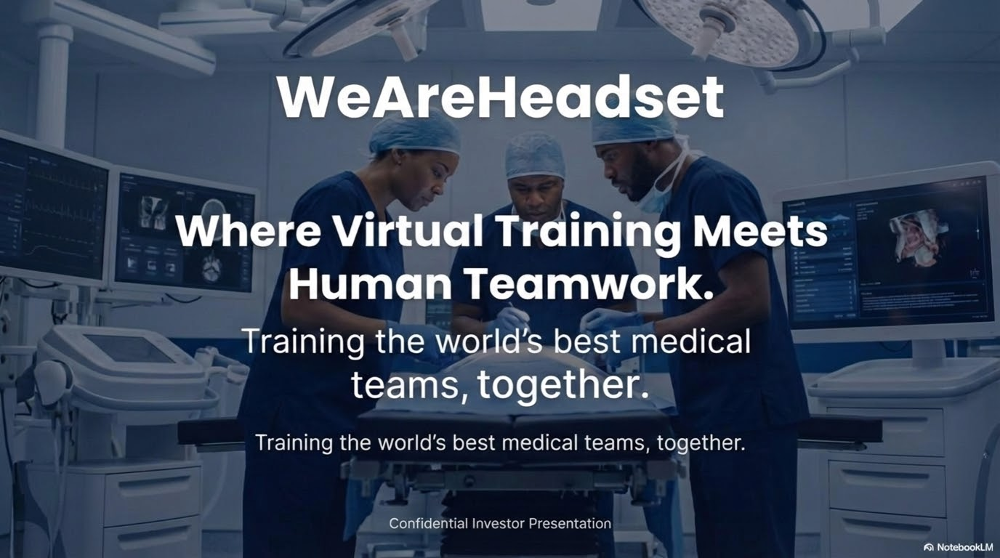 WeAreHeadset
Where Virtual Training Meets
Human Teamwork.
Training the world's best medical
teams, together.
Training the world's best medical teams, together.
Confidential Investor Presentation
NotebookLM